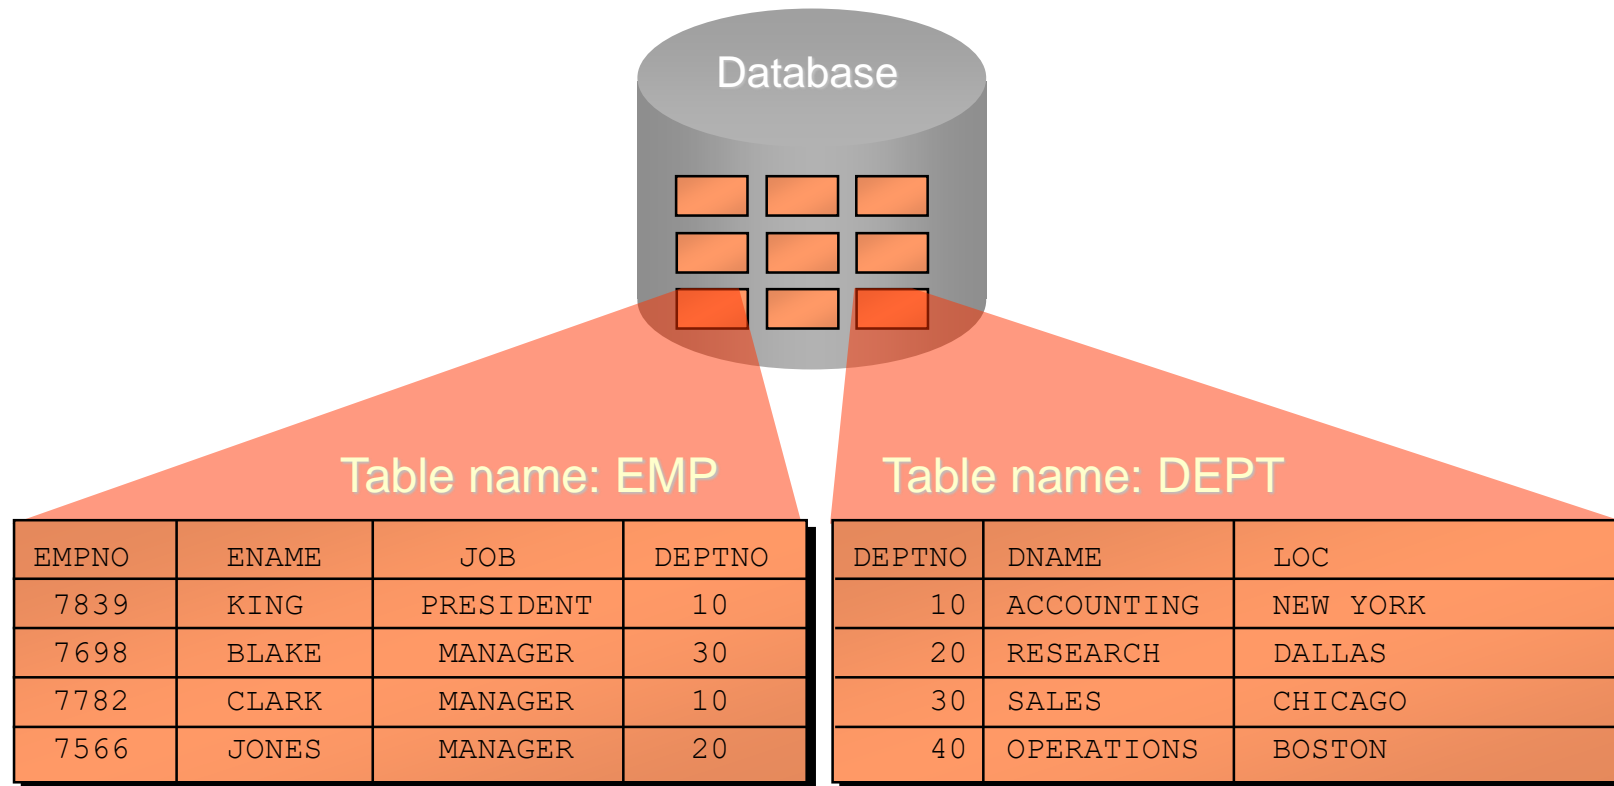 Database
Table name: EMP
EMPNO ENAME JOB DEPTNO
7839 KING PRESIDENT 10
7698 BLAKE MANAGER 30
7782 CLARK MANAGER 10
7566 JONES MANAGER 20
Table name: DEPT
DEPTNO DNAME LOC
10 ACCOUNTING NEW YORK
20 RESEARCH DALLAS
30 SALES CHICAGO
40 OPERATIONS BOSTON